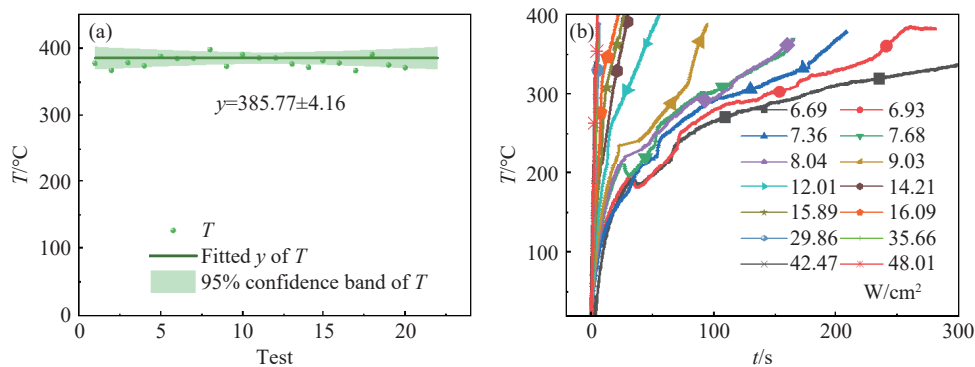 (a)
T/°C
400
300
200
100
0
y=385.77±4.16
T
Fitted y of T
95% confidence band of T
0 5 10 15 20
Test
(b)
T/°C
400
300
200
100
6.69 6.93
7.36 7.68
8.04 9.03
12.01 14.21
15.89 16.09
29.86 35.66
42.47 48.01
W/cm²
0 100 200 300
t/s